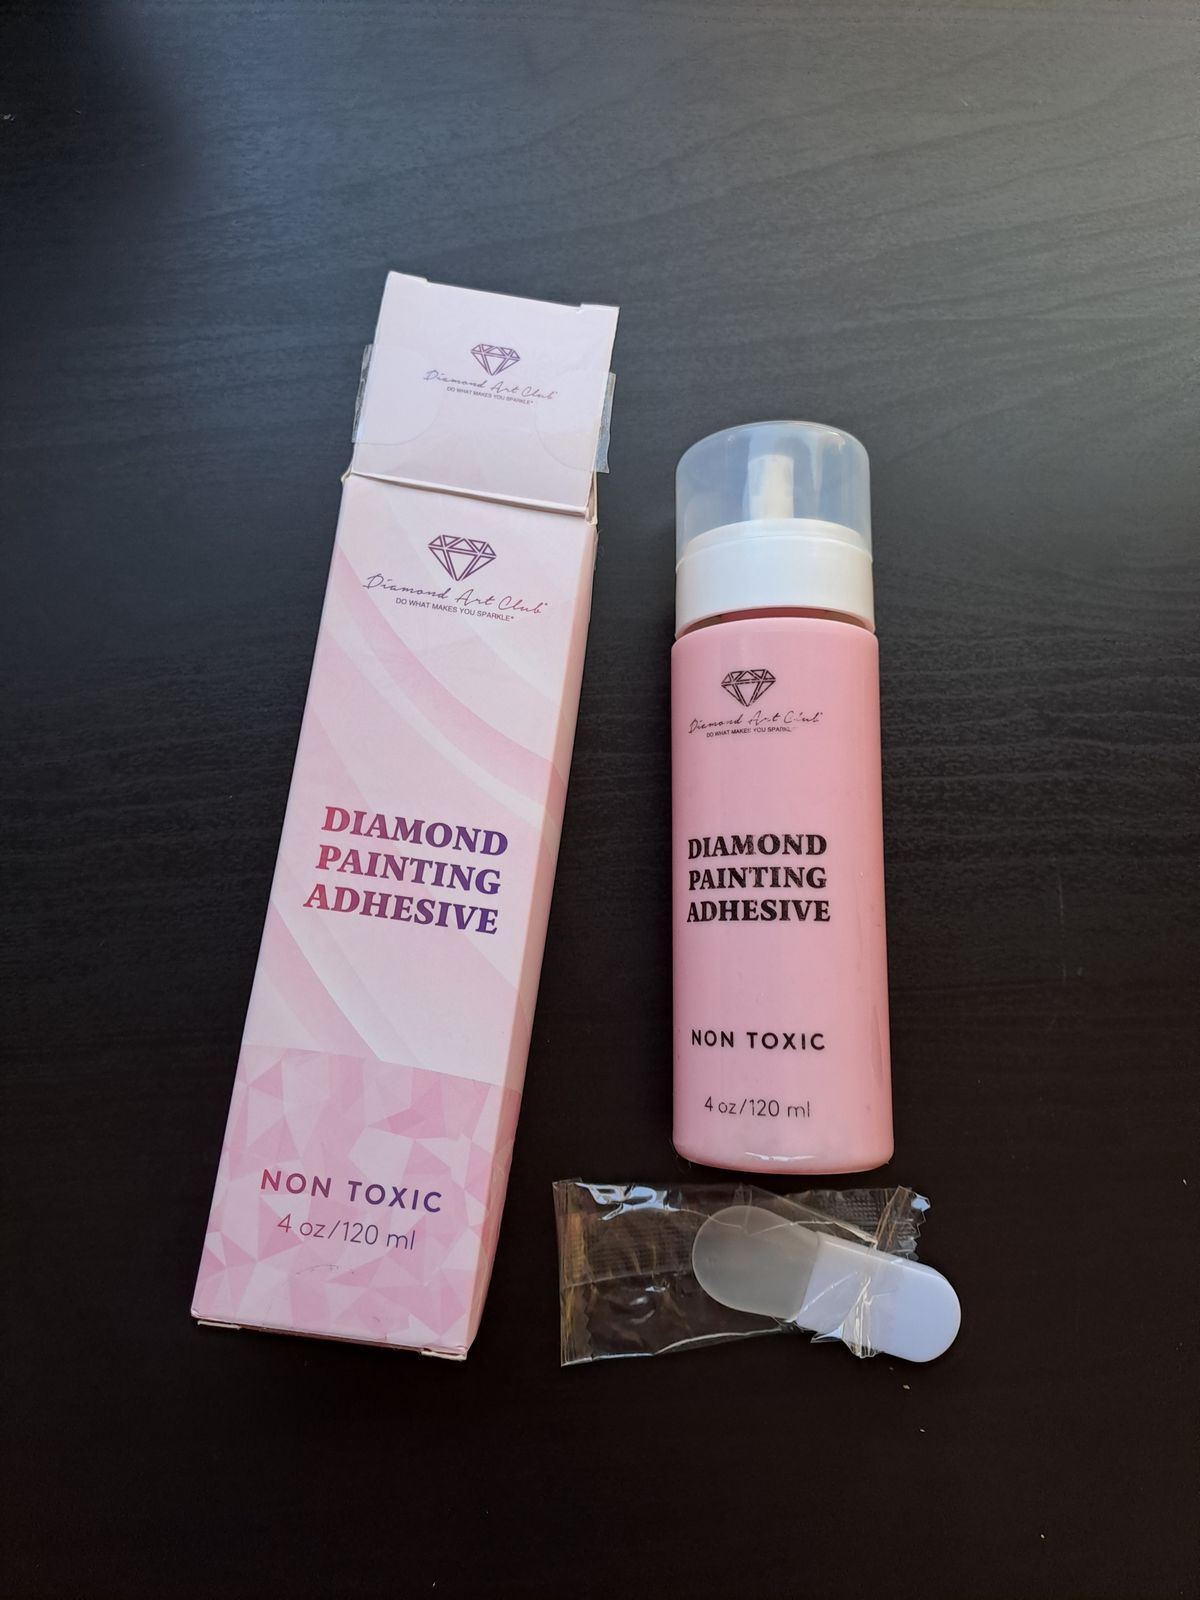 Diamond Art Club
DO WHAT MAKES YOU SPARKLE
Diamond Art Club
DO WHAT MAKES YOU SPARKLE
DIAMOND
PAINTING
ADHESIVE
NON TOXIC
4 oz/120 ml
Diamond Art Club
DO WHAT MAKES YOU SPARKL
DIAMOND
PAINTING
ADHESIVE
NON TOXIC
4 oz/120 ml